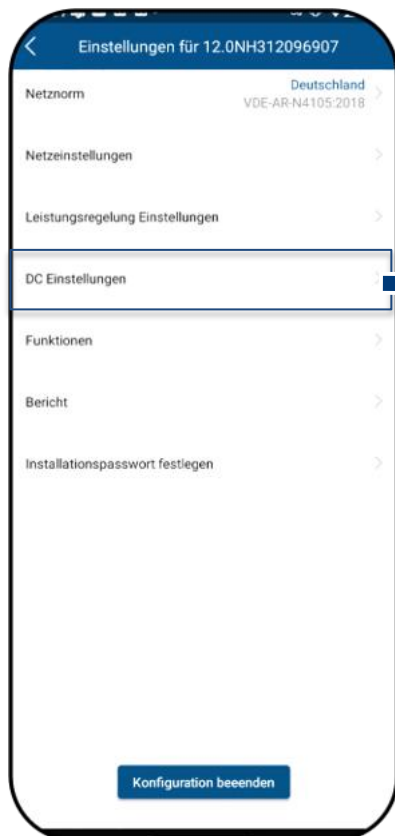 Einstellungen für 12.0NH312096907
Netznorm
Deutschland
VDE-AR-N4105:2018
Netzeinstellungen
Leistungsregelung Einstellungen
DC Einstellungen
Funktionen
Bericht
Installationspasswort festlegen
Konfiguration beeenden